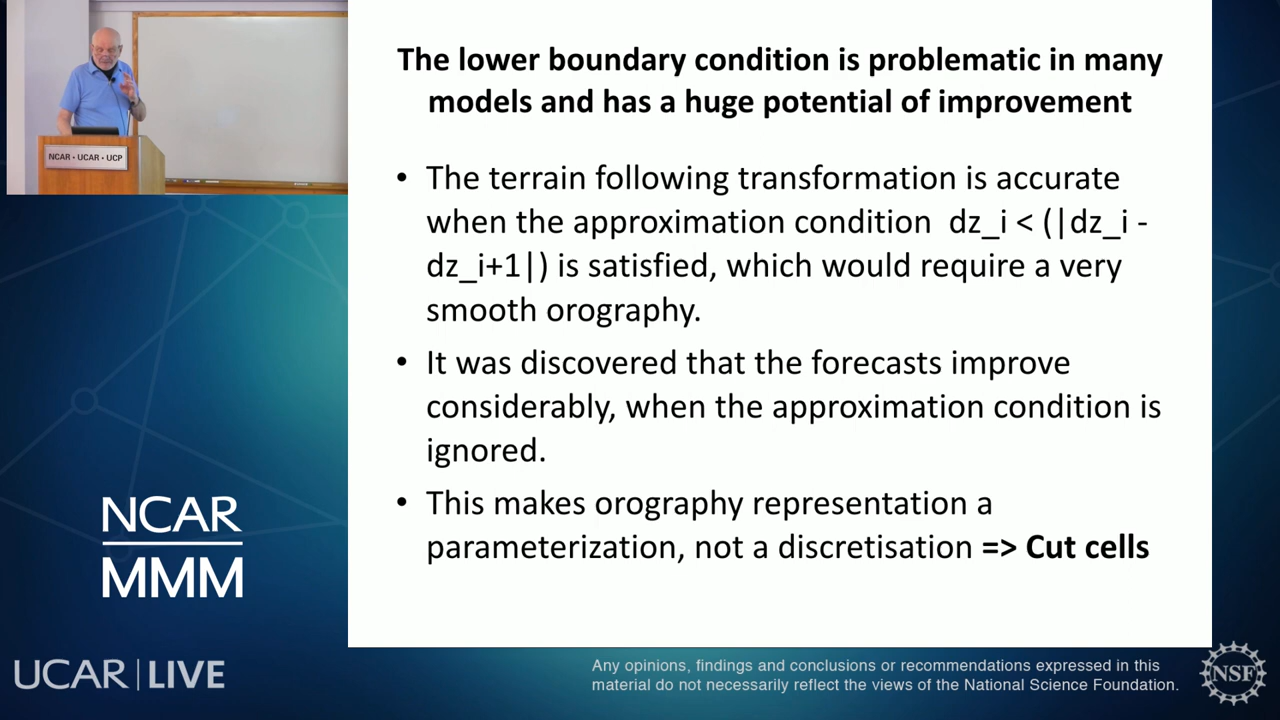 The lower boundary condition is problematic in many
models and has a huge potential of improvement
NCAR • UCAR • UCP
• The terrain following transformation is accurate
when the approximation condition dz_i < (|dz_i -
dz_i+1|) is satisfied, which would require a very
smooth orography.
• It was discovered that the forecasts improve
considerably, when the approximation condition is
ignored.
• This makes orography representation a
parameterization, not a discretisation => Cut cells
NCAR
MMM
UCAR | LIVE
Any opinions, findings and conclusions or recommendations expressed in this
material do not necessarily reflect the views of the National Science Foundation.
NSF